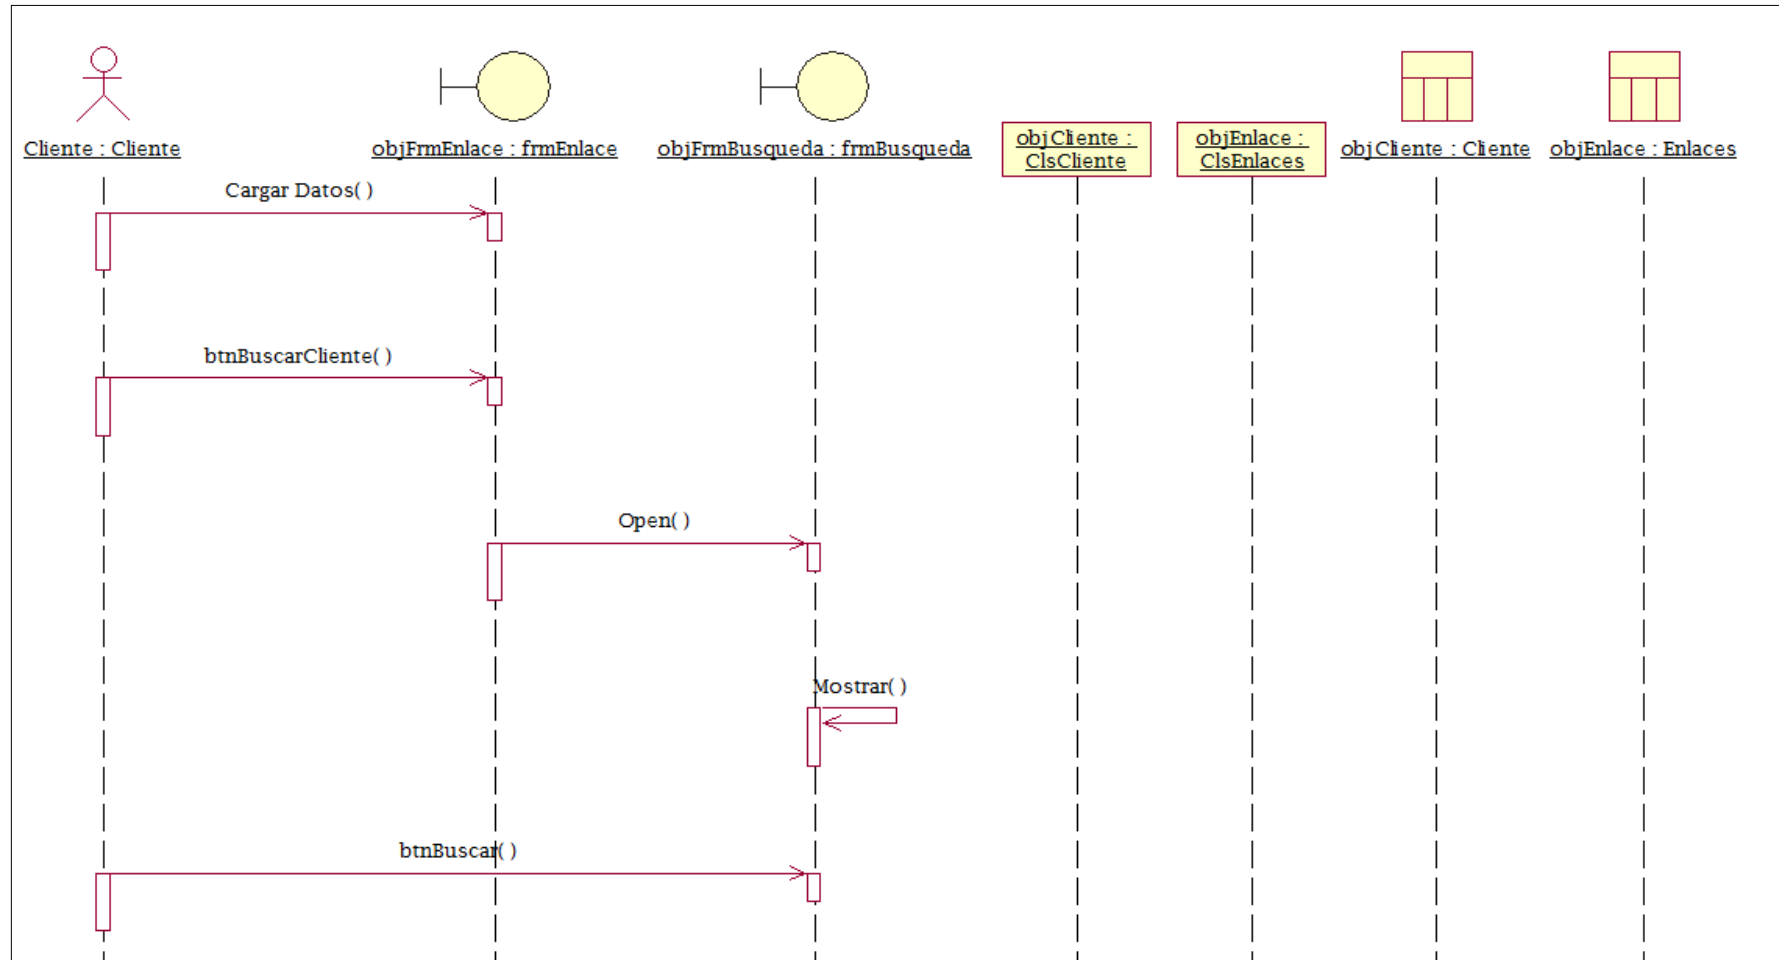 Cliente : Cliente
objFrmEnlace : frmEnlace
objFrmBusqueda : frmBusqueda
objCliente :
ClsCliente
objEnlace :
ClsEnlaces
objCliente : Cliente
objEnlace : Enlaces
Cargar Datos( )
btnBuscarCliente( )
Open( )
Mostrar( )
btnBuscar( )